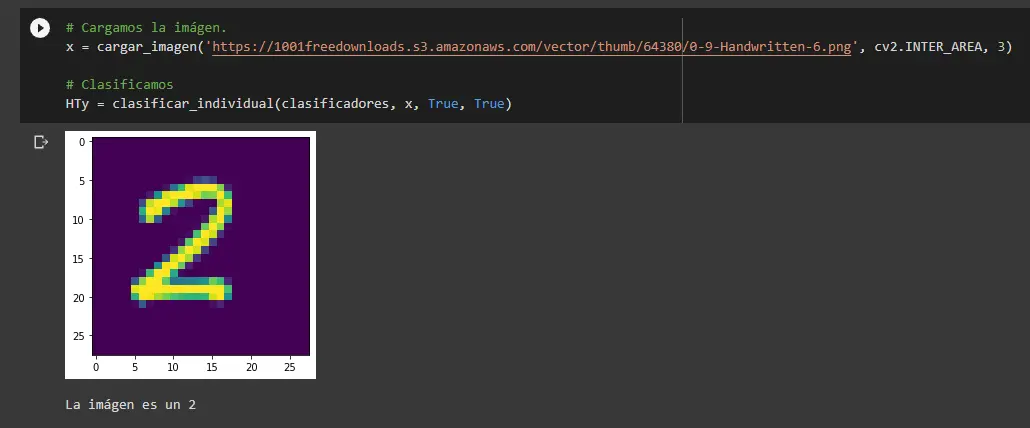 # Cargamos la imágen.
x = cargar_imagen('https://1001freedownloads.s3.amazonaws.com/vector/thumb/64380/0-9-Handwritten-6.png', cv2.INTER_AREA, 3)
# Clasificamos
HTy = clasificar_individual(clasificadores, x, True, True)
0
5
10
15
20
25
2
0 5 10 15 20 25
La imágen es un 2